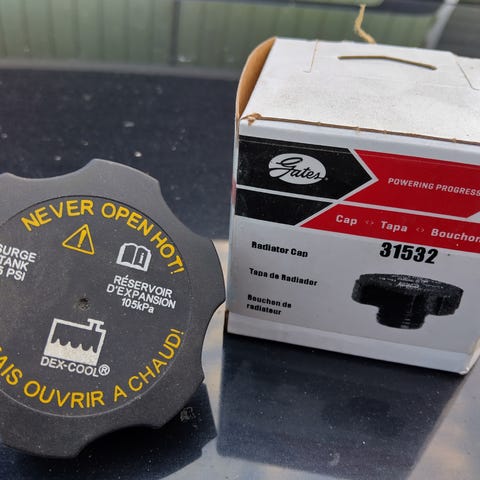 NEVER OPEN HOT!
SURGE
TANK
5 PSI
RÉSERVOIR
D'EXPANSION
105kPa
DEX-COOL®
AIS OUVRIR A CHAUD!
Gates
POWERING PROGRESS
Cap ‹› Tapa ‹› Bouchon
31532
Radiator Cap
Tapa de Radiador
Bouchon de
radiateur